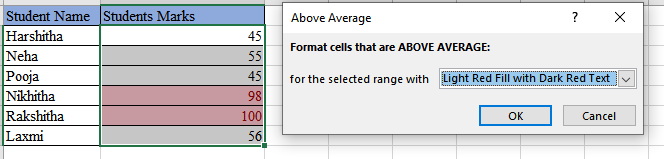 Student Name Students Marks
Harshitha 45
Neha 55
Pooja 45
Nikhitha 98
Rakshitha 100
Laxmi 56
Above Average ? ×
Format cells that are ABOVE AVERAGE:
for the selected range with Light Red Fill with Dark Red Text
OK Cancel